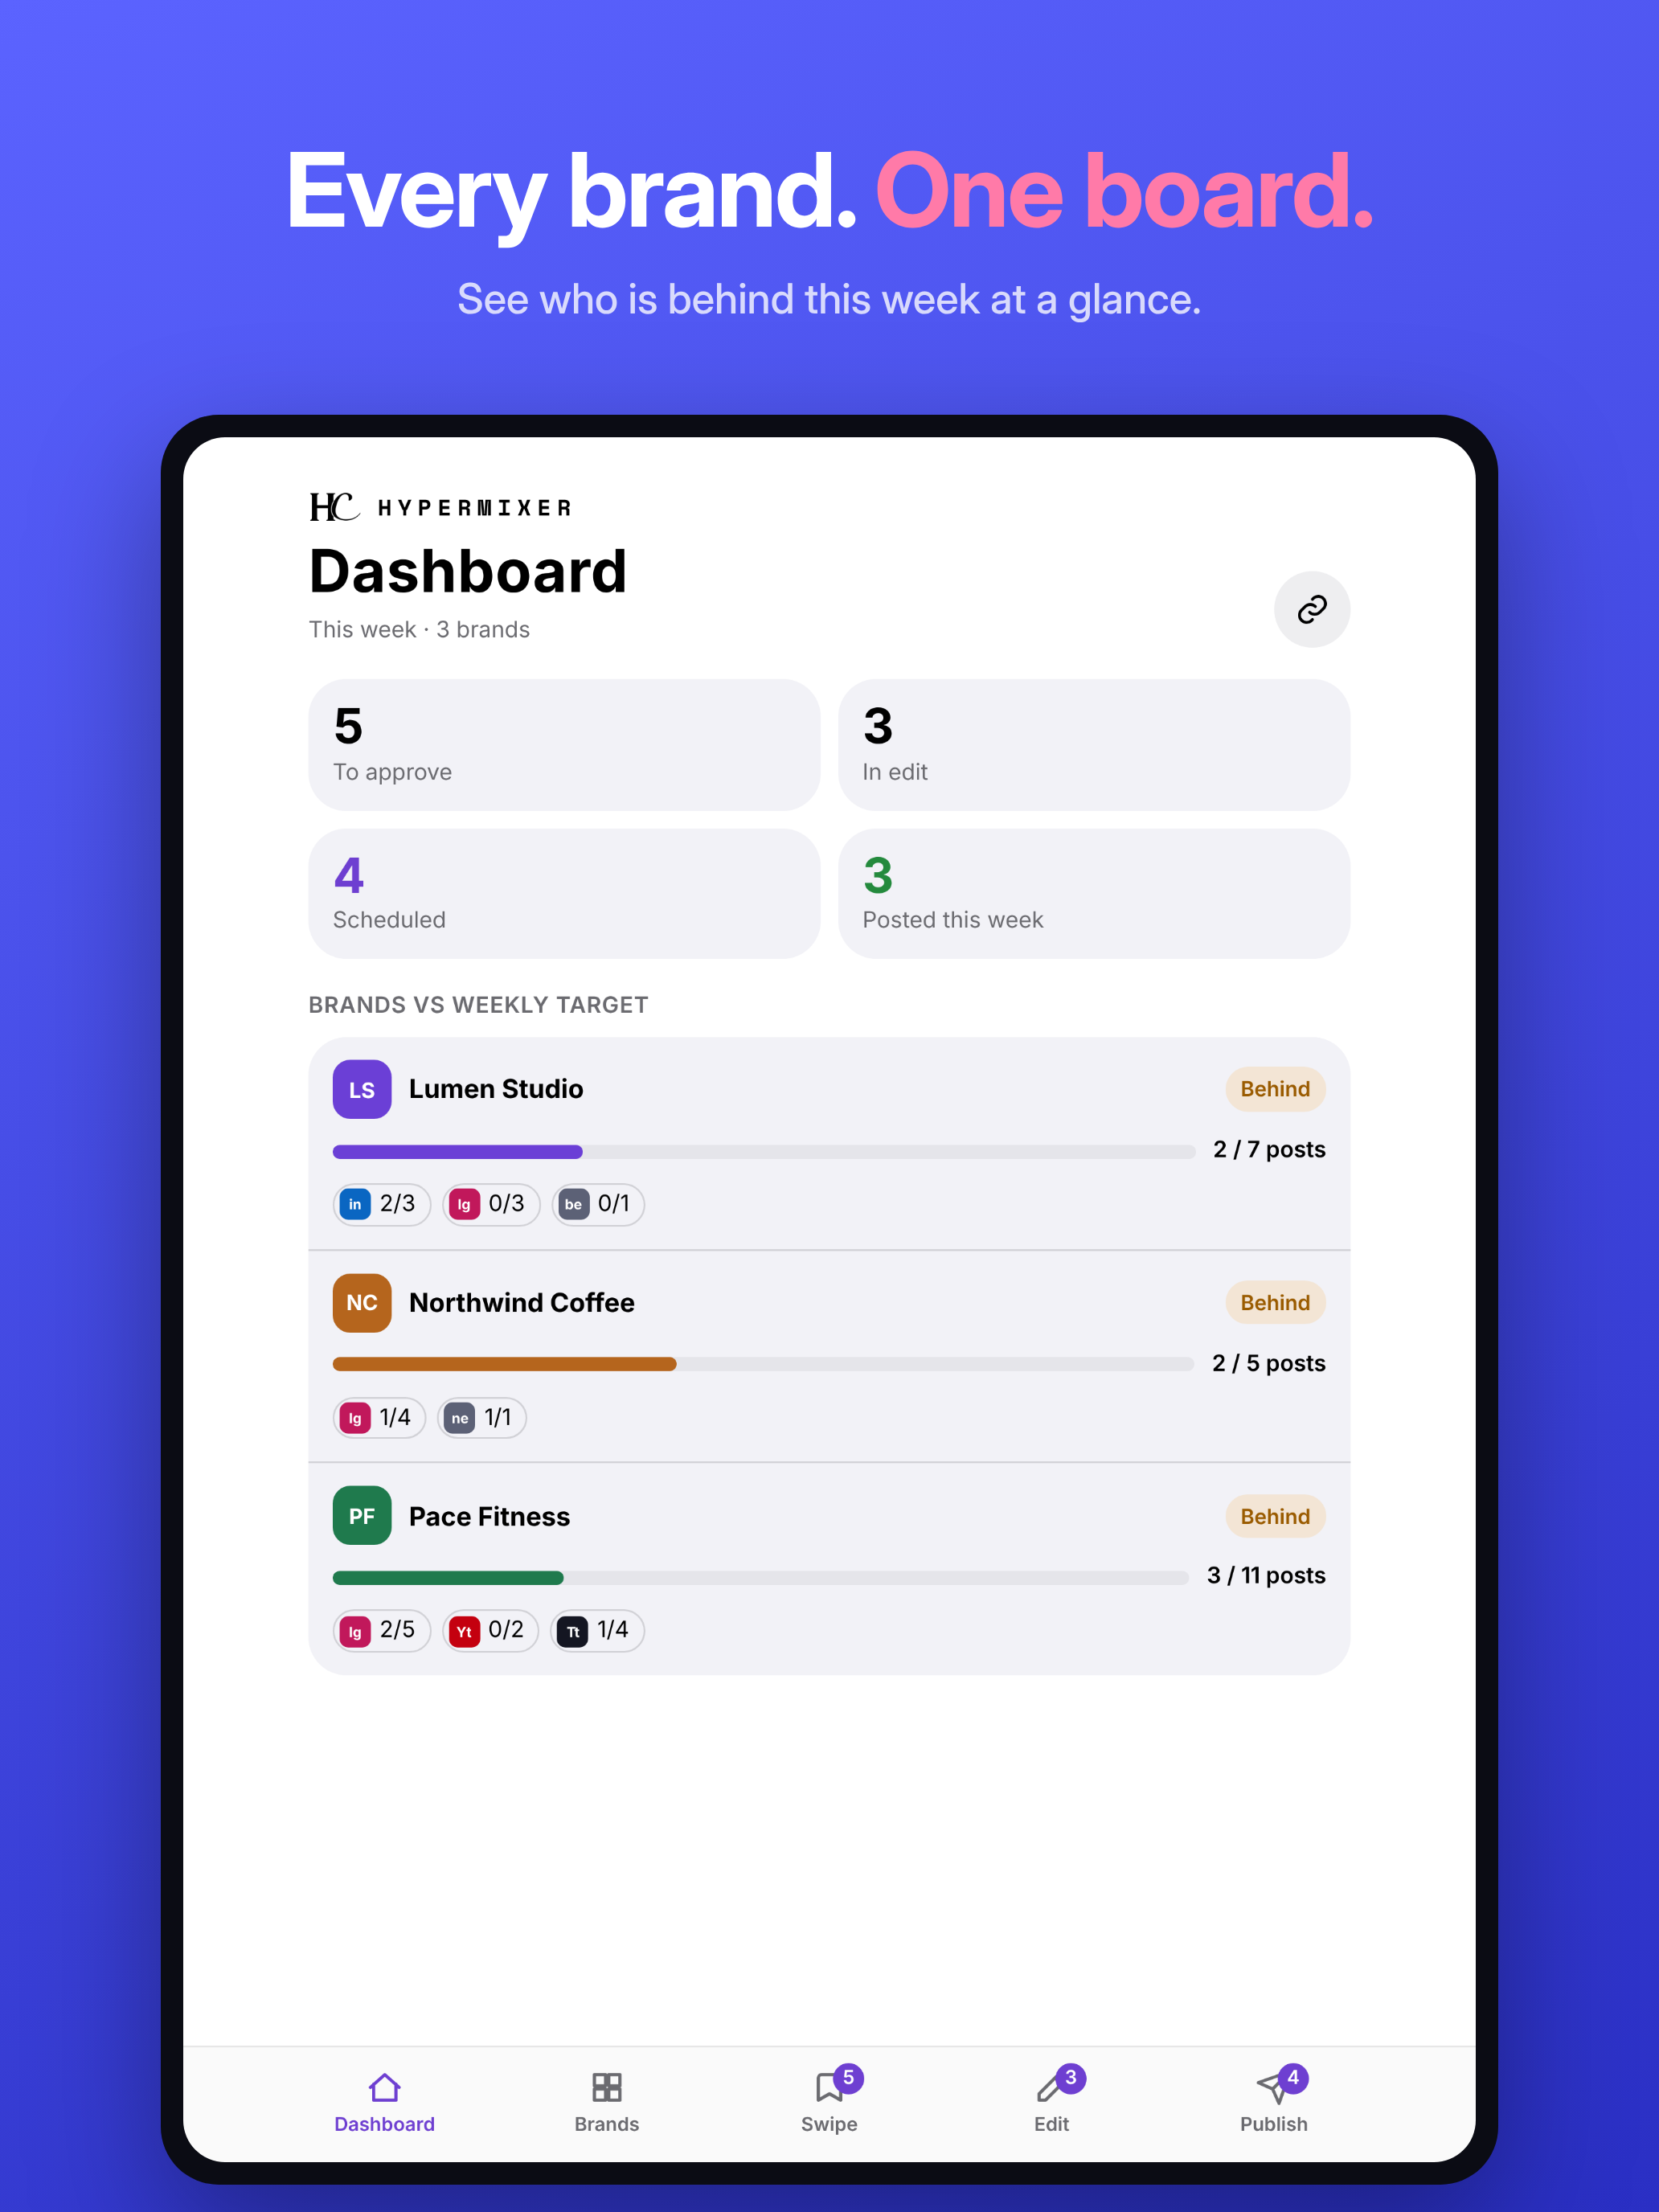 Every brand. One board.
See who is behind this week at a glance.
HC HYPERMIXER
Dashboard
This week · 3 brands
5
To approve
3
In edit
4
Scheduled
3
Posted this week
BRANDS VS WEEKLY TARGET
LS Lumen Studio Behind
2 / 7 posts
in 2/3 Ig 0/3 be 0/1
NC Northwind Coffee Behind
2 / 5 posts
Ig 1/4 ne 1/1
PF Pace Fitness Behind
3 / 11 posts
Ig 2/5 Yt 0/2 Tt 1/4
5 3 4
Dashboard Brands Swipe Edit Publish